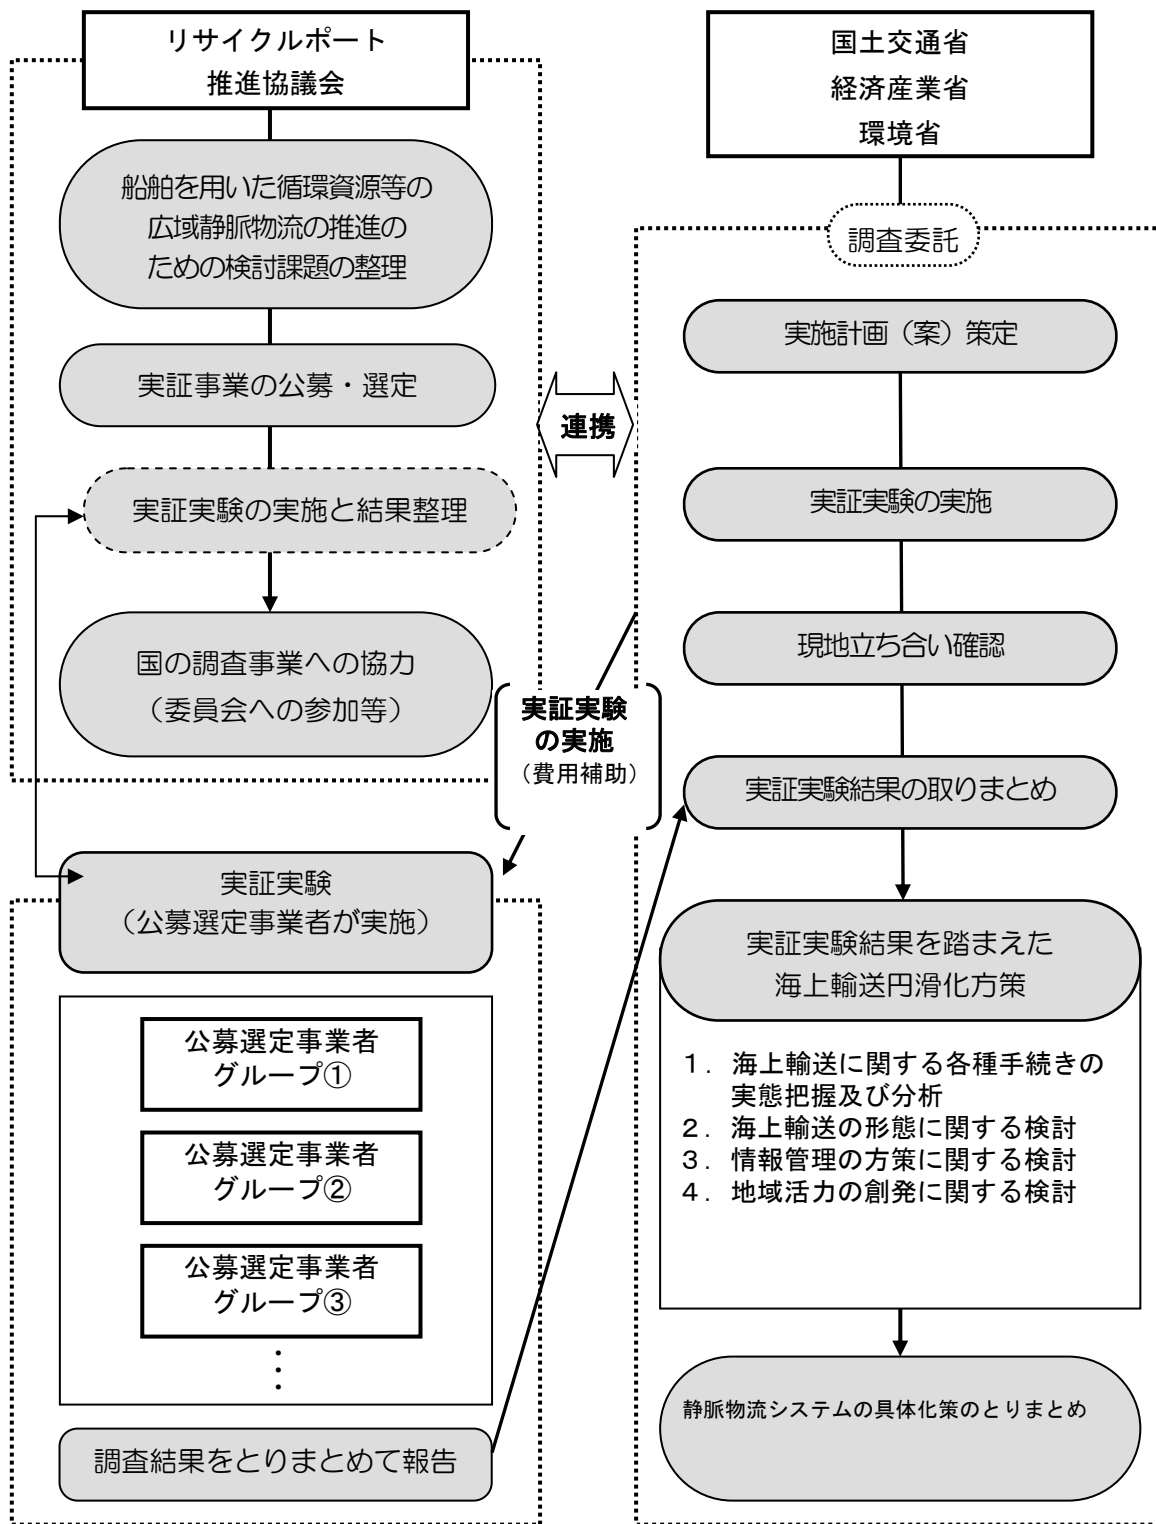 リサイクルポート
推進協議会
船舶を用いた循環資源等の
広域静脈物流の推進の
ための検討課題の整理
実証事業の公募・選定
実証実験の実施と結果整理
国の調査事業への協力
（委員会への参加等）
連携
実証実験
の実施
（費用補助）
実証実験
（公募選定事業者が実施）
公募選定事業者
グループ①
公募選定事業者
グループ②
公募選定事業者
グループ③
⋮
調査結果をとりまとめて報告
国土交通省
経済産業省
環境省
調査委託
実施計画（案）策定
実証実験の実施
現地立ち合い確認
実証実験結果の取りまとめ
実証実験結果を踏まえた
海上輸送円滑化方策
１．海上輸送に関する各種手続きの
実態把握及び分析
２．海上輸送の形態に関する検討
３．情報管理の方策に関する検討
４．地域活力の創発に関する検討
静脈物流システムの具体化策のとりまとめ